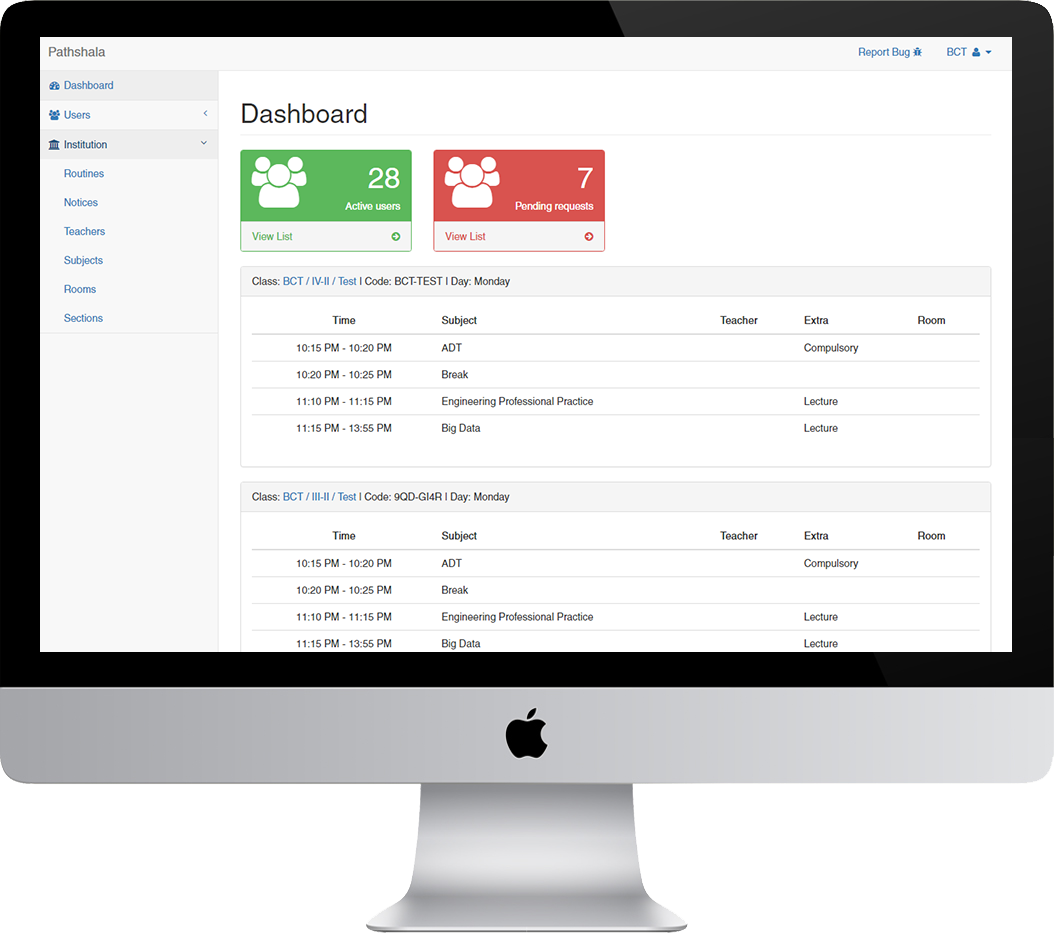 Pathshala
Report Bug
BCT
Dashboard
Users
Institution
Routines
Notices
Teachers
Subjects
Rooms
Sections
Dashboard
28
Active users
View List
7
Pending requests
View List
Class: BCT / IV-II / Test | Code: BCT-TEST | Day: Monday
Time Subject Teacher Extra Room
10:15 PM - 10:20 PM ADT Compulsory
10:20 PM - 10:25 PM Break
11:10 PM - 11:15 PM Engineering Professional Practice Lecture
11:15 PM - 13:55 PM Big Data Lecture
Class: BCT / III-II / Test | Code: 9QD-GI4R | Day: Monday
Time Subject Teacher Extra Room
10:15 PM - 10:20 PM ADT Compulsory
10:20 PM - 10:25 PM Break
11:10 PM - 11:15 PM Engineering Professional Practice Lecture
11:15 PM - 13:55 PM Big Data Lecture